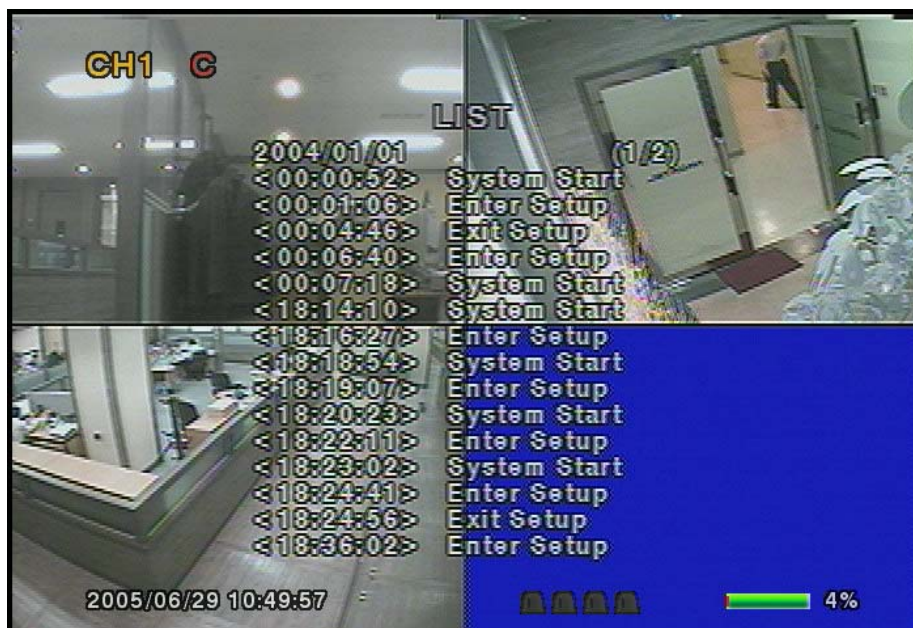 CH1 C
LIST
2004/01/01 (1/2)
<00:00:52> System Start
<00:01:06> Enter Setup
<00:04:46> Exit Setup
<00:06:40> Enter Setup
<00:07:18> System Start
<18:14:10> System Start
<18:16:27> Enter Setup
<18:18:54> System Start
<18:19:07> Enter Setup
<18:20:23> System Start
<18:22:11> Enter Setup
<18:23:02> System Start
<18:24:41> Enter Setup
<18:24:56> Exit Setup
<18:36:02> Enter Setup
2005/06/29 10:49:57 4%